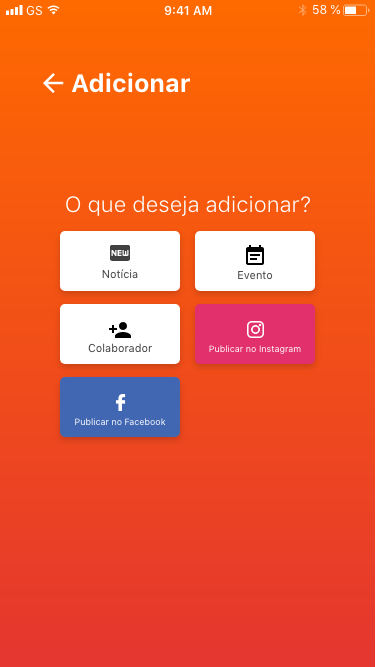 GS 9:41 AM 58 %
Adicionar
O que deseja adicionar?
NEW
Notícia
Evento
Colaborador
Publicar no Instagram
Publicar no Facebook